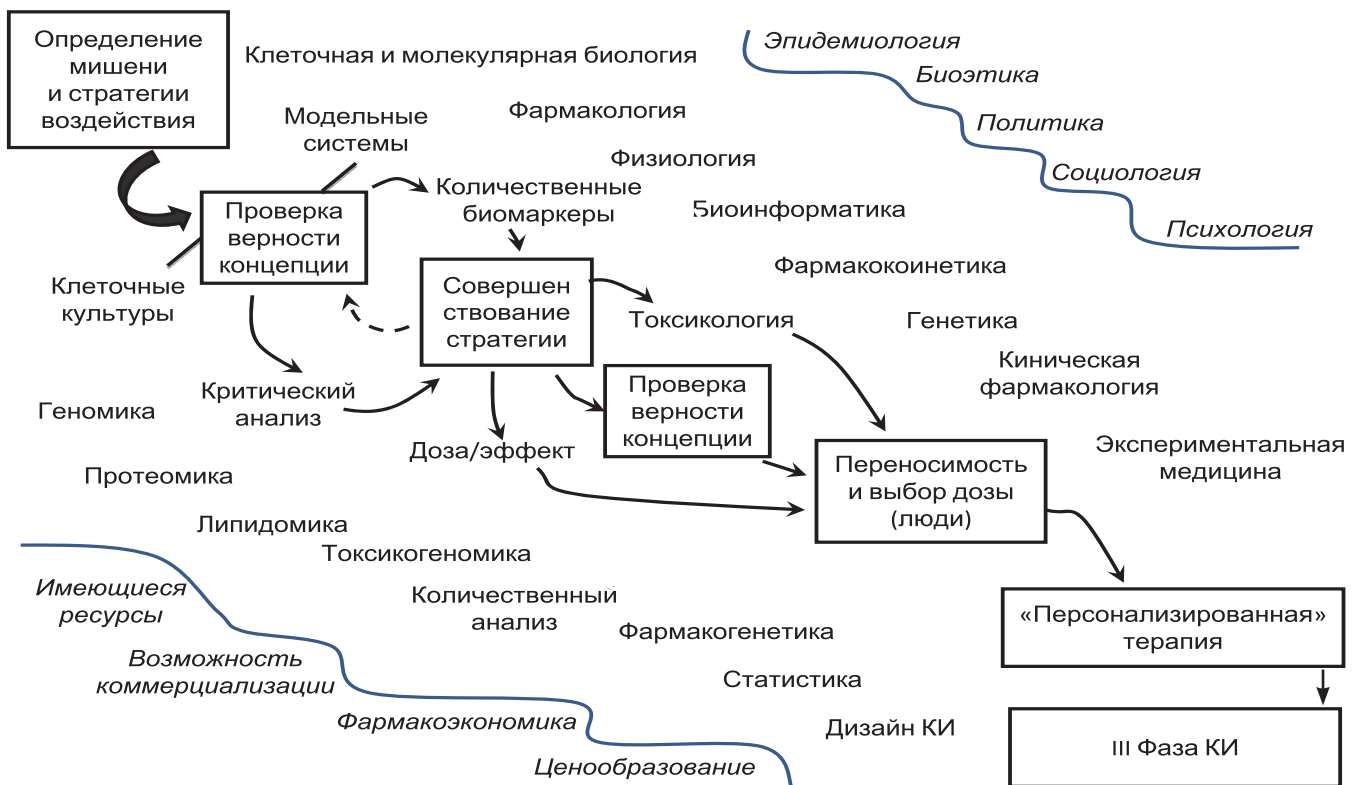 Определение
мишени
и стратегии
воздействия
Клеточная и молекулярная биология
Эпидемиология
Биоэтика
Модельные
системы
Фармакология
Политика
Физиология
Социология
Количественные
биомаркеры
Проверка
верности
концепции
Биоинформатика
Психология
Клеточные
культуры
Совершен
ствование
стратегии
Фармакокоинетика
Токсикология
Генетика
Киническая
фармакология
Критический
анализ
Проверка
верности
концепции
Геномика
Доза/эффект
Переносимость
и выбор дозы
(люди)
Экспериментальная
медицина
Протеомика
Липидомика
Токсикогеномика
Имеющиеся
ресурсы
Количественный
анализ
Фармакогенетика
«Персонализированная»
терапия
Возможность
коммерциализации
Статистика
Фармакоэкономика
Дизайн КИ
III Фаза КИ
Ценообразование